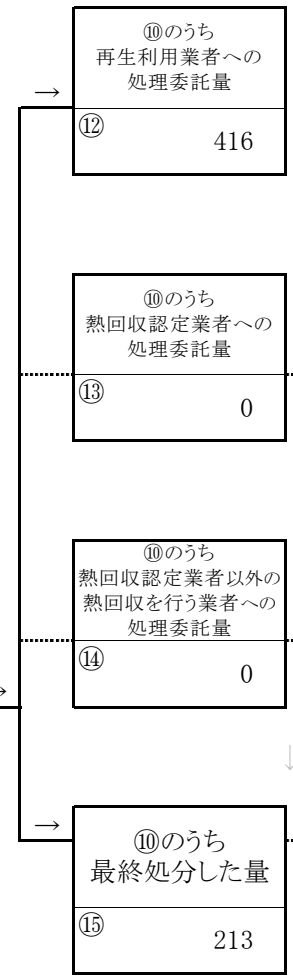 ⑩のうち
再生利用業者への
処理委託量
→
⑫
416
⑩のうち
熱回収認定業者への
処理委託量
⑬
0
⑩のうち
熱回収認定業者以外の
熱回収を行う業者への
処理委託量
⑭
0
→
↓
→
⑩のうち
最終処分した量
⑮
213